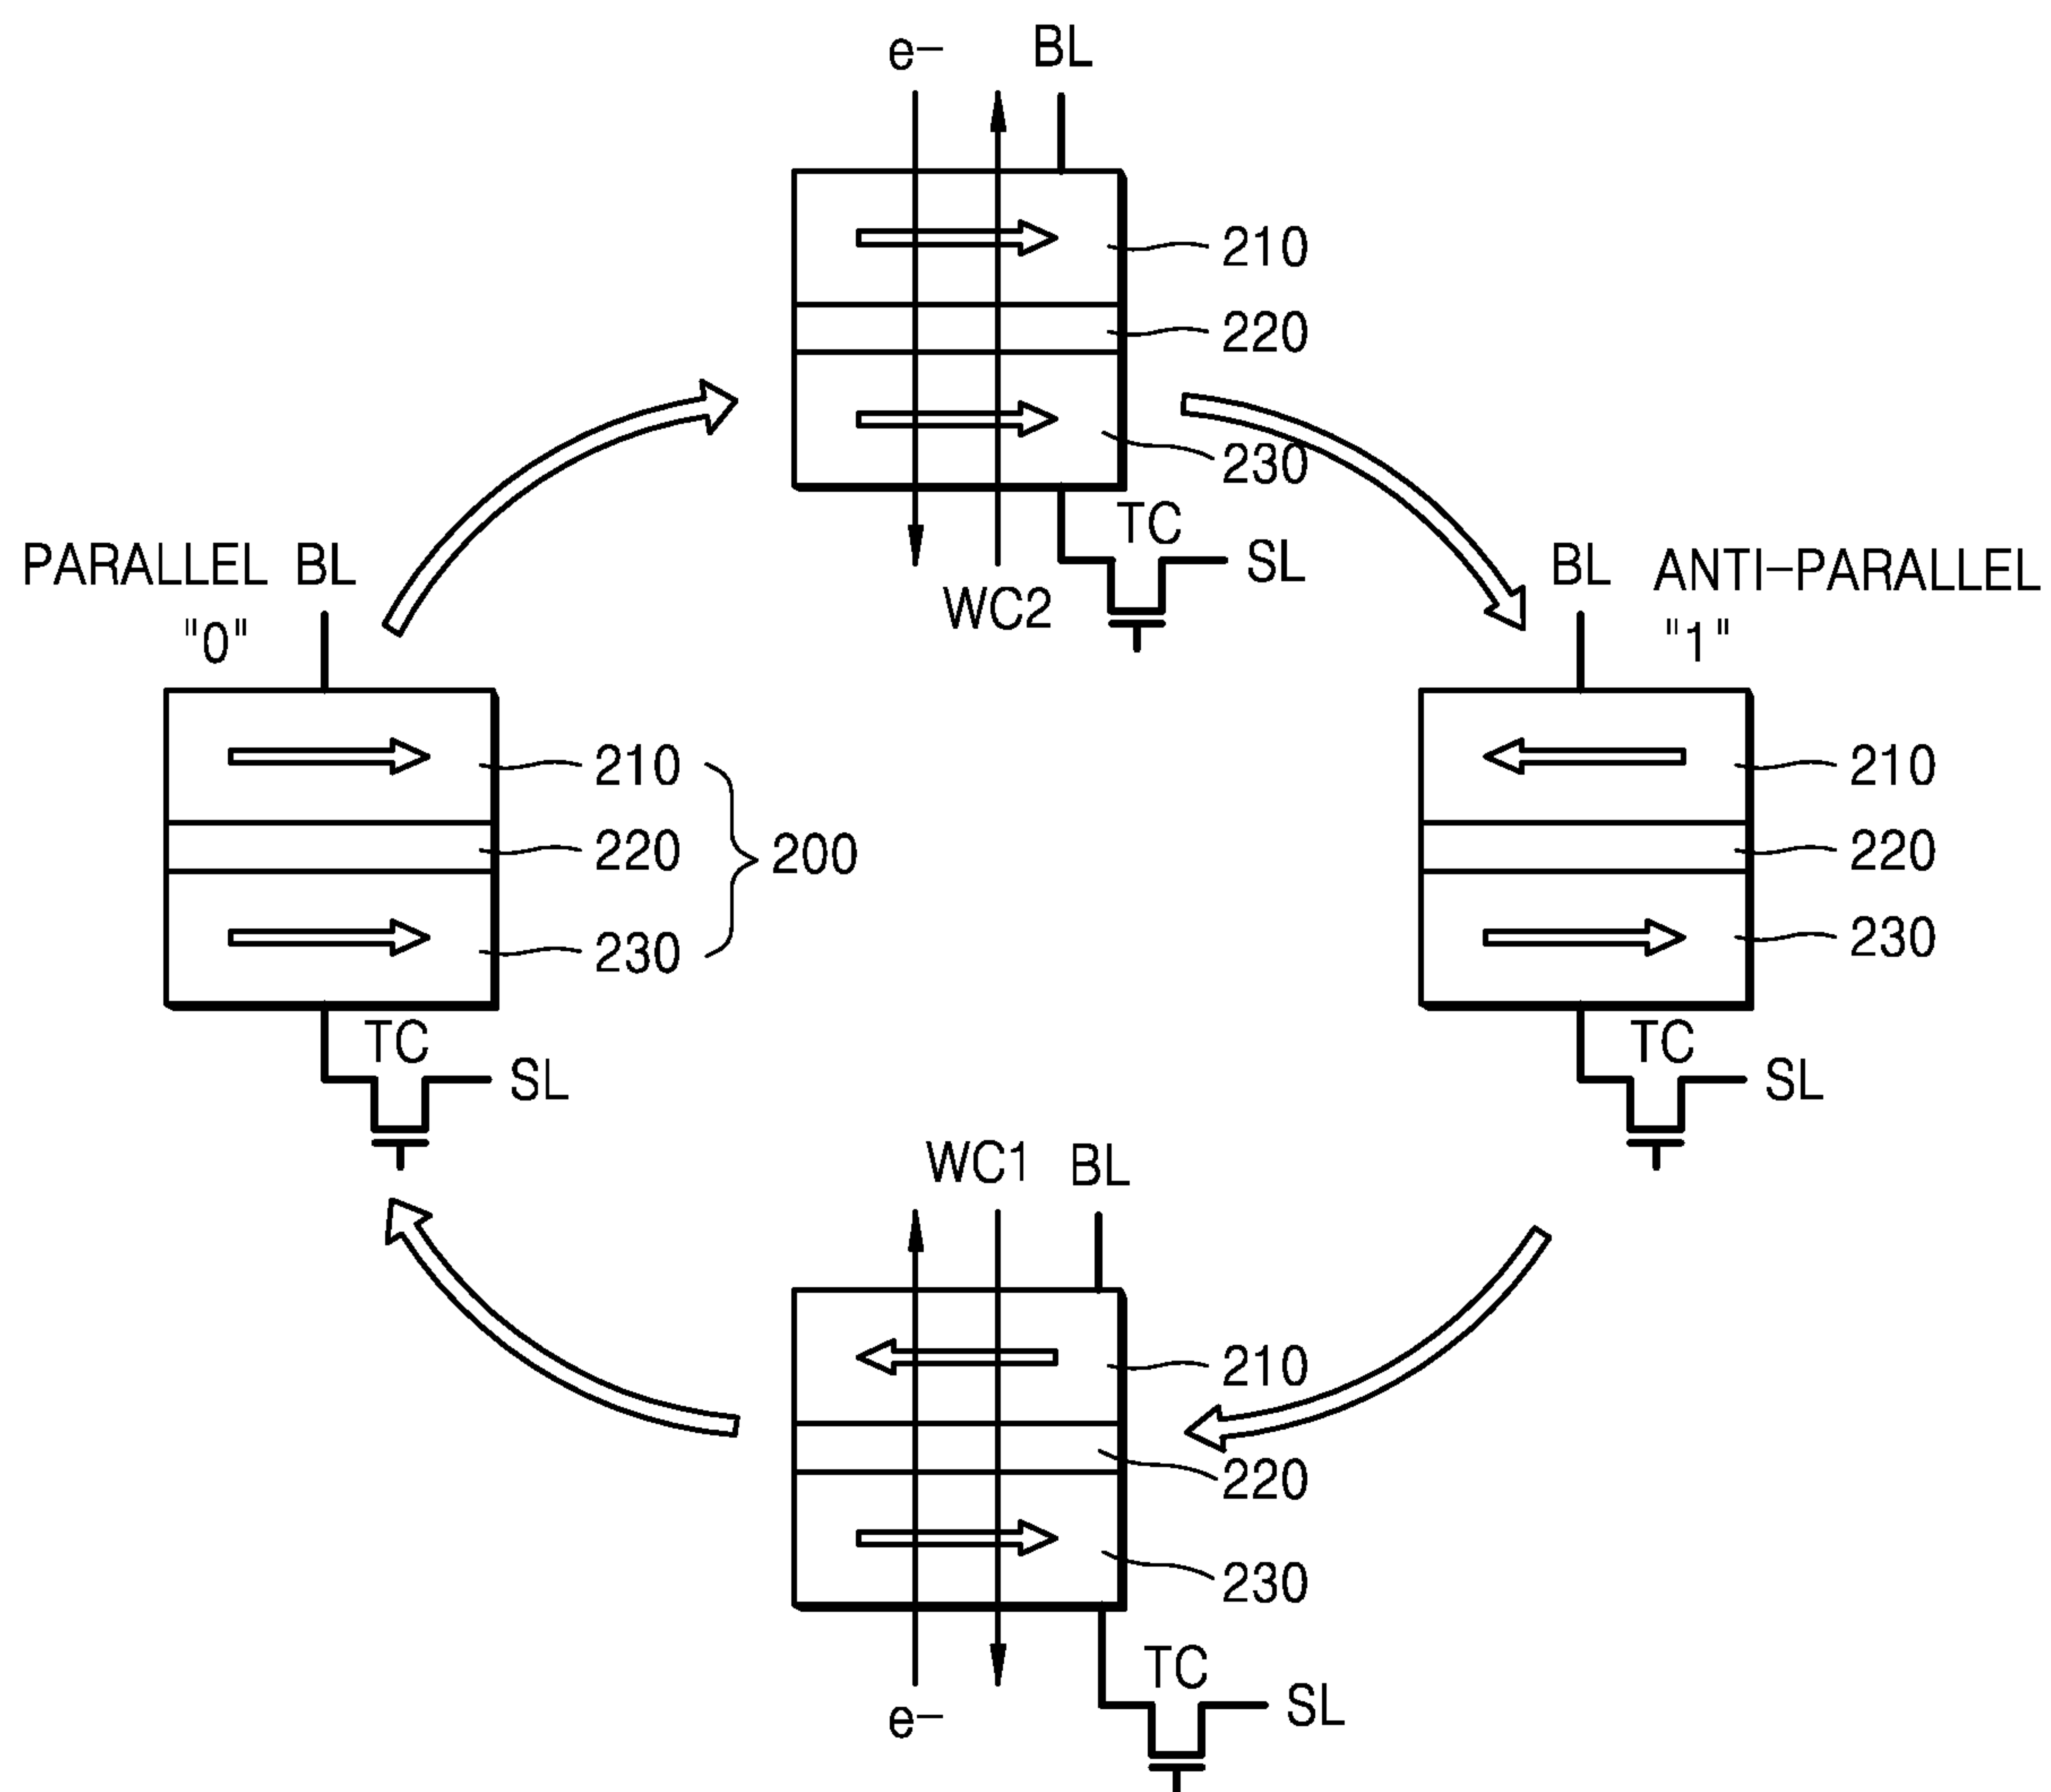 e− BL
210
220
230
TC
SL
WC2
PARALLEL BL
"0"
210
220
230
200
TC
SL
BL ANTI-PARALLEL
"1"
210
220
230
TC
SL
WC1 BL
210
220
230
TC
SL
e−